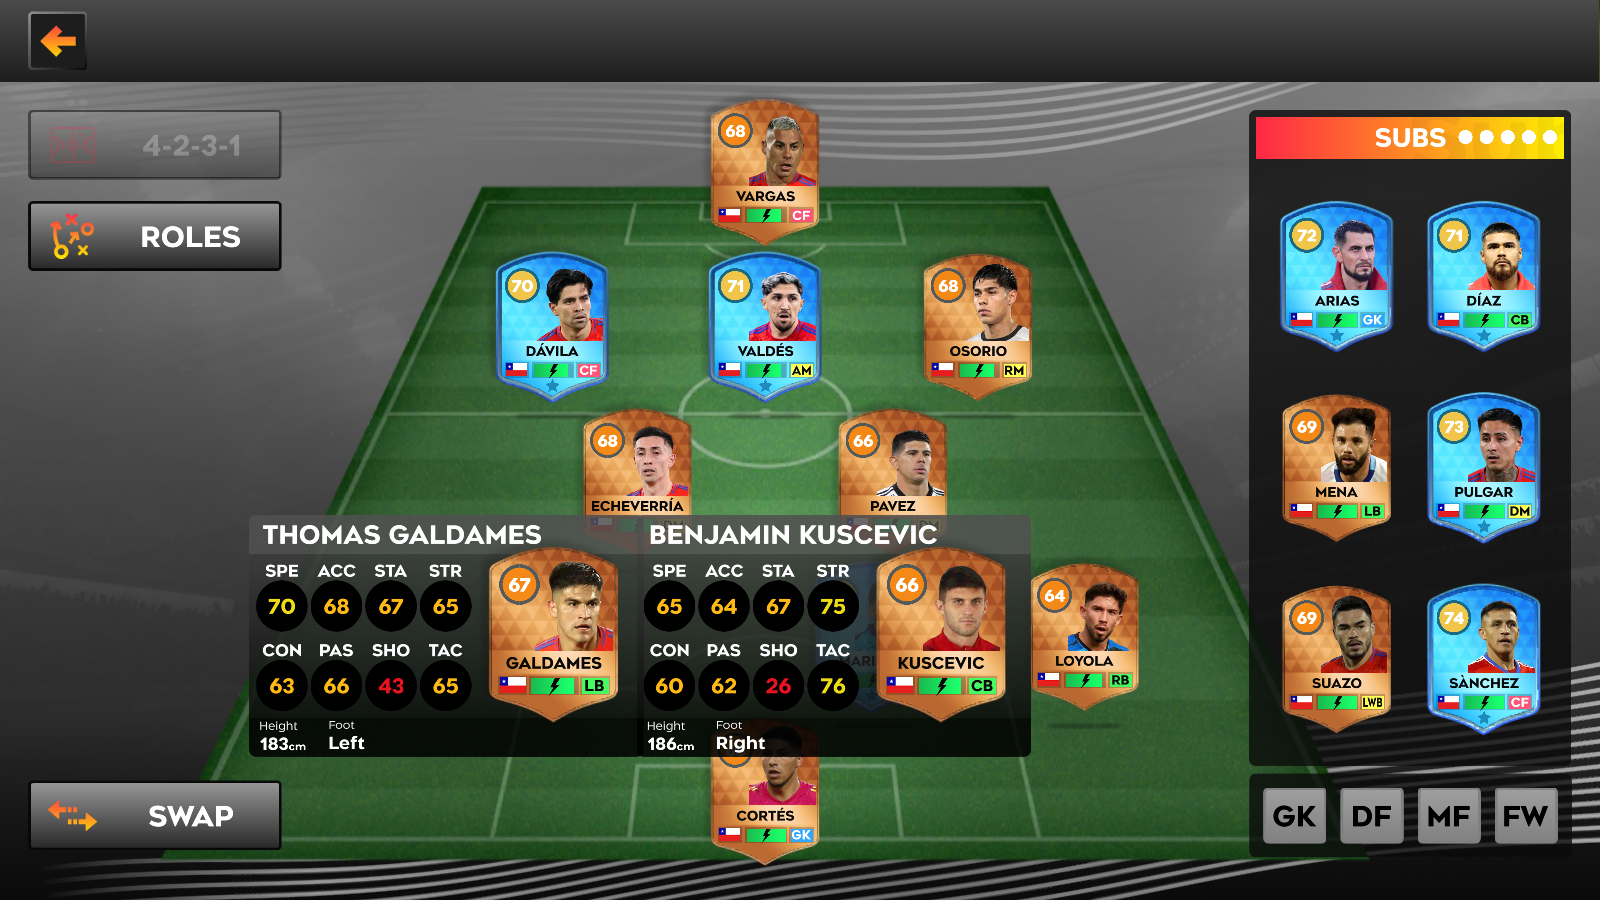 4-2-3-1
ROLES
SWAP
68
VARGAS
CF
70
DÁVILA
CF
71
VALDÉS
AM
68
OSORIO
RM
68
ECHEVERRÍA
66
PAVEZ
THOMAS GALDAMES
SPE ACC STA STR
70 68 67 65
CON PAS SHO TAC
63 66 43 65
Height Foot
183cm Left
67
GALDAMES
LB
BENJAMIN KUSCEVIC
SPE ACC STA STR
65 64 67 75
CON PAS SHO TAC
60 62 26 76
Height Foot
186cm Right
66
KUSCEVIC
CB
64
LOYOLA
RB
CORTÉS
GK
SUBS
72
ARIAS
GK
71
DÍAZ
CB
69
MENA
LB
73
PULGAR
DM
69
SUAZO
LWB
74
SÀNCHEZ
CF
GK DF MF FW